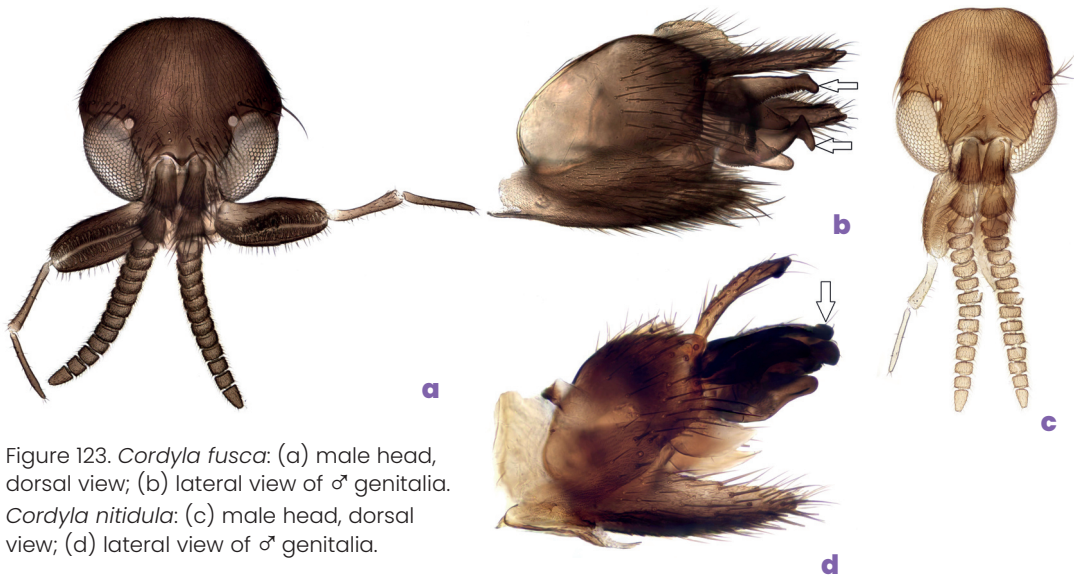 a
b
c
d
Figure 123. Cordyla fusca: (a) male head,
dorsal view; (b) lateral view of ♂ genitalia.
Cordyla nitidula: (c) male head, dorsal
view; (d) lateral view of ♂ genitalia.